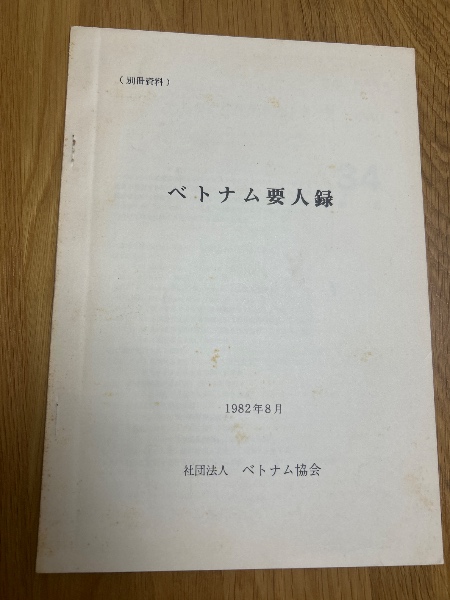 （別冊資料）
ベトナム要人録
1982年8月
社団法人 ベトナム協会